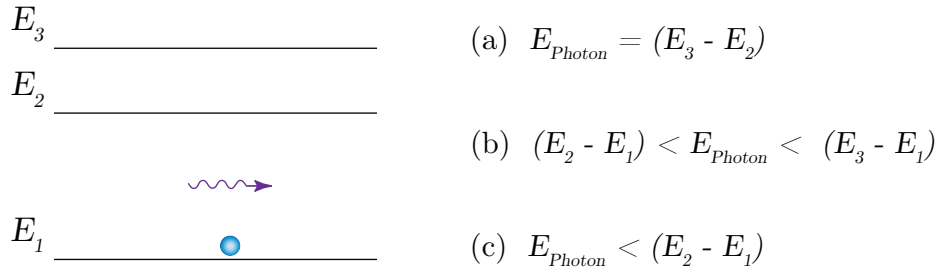 E3
(a) EPhoton = (E3 - E2)
E2
(b) (E2 - E1) < EPhoton < (E3 - E1)
E1
(c) EPhoton < (E2 - E1)